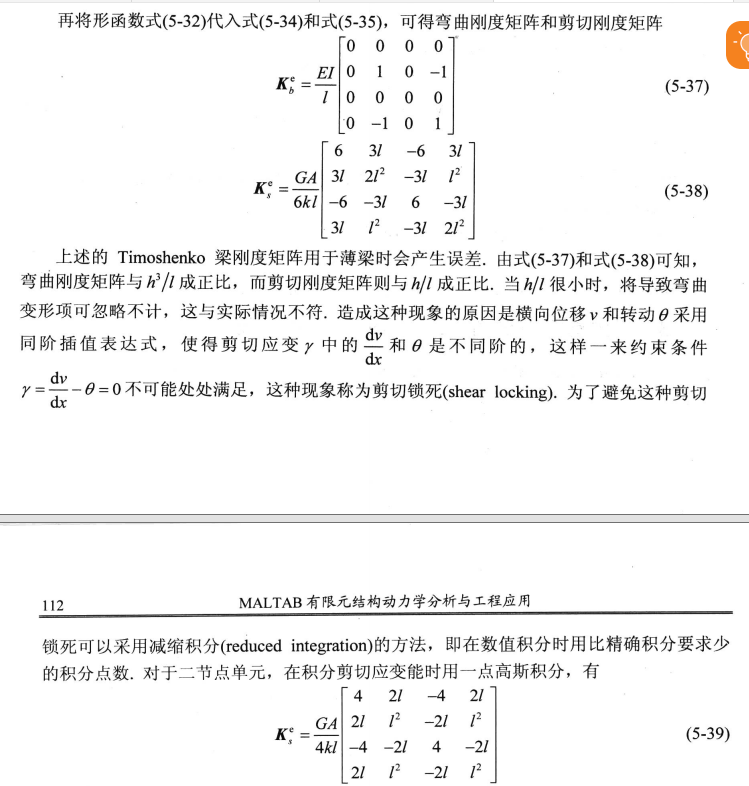 再将形函数式(5-32)代入式(5-34)和式(5-35)，可得弯曲刚度矩阵和剪切刚度矩阵
$$K_b^e = \frac{EI}{l} \begin{bmatrix} 0 & 0 & 0 & 0 \\ 0 & 1 & 0 & -1 \\ 0 & 0 & 0 & 0 \\ 0 & -1 & 0 & 1 \end{bmatrix}$$ (5-37)
$$K_s^e = \frac{GA}{6kl} \begin{bmatrix} 6 & 3l & -6 & 3l \\ 3l & 2l^2 & -3l & l^2 \\ -6 & -3l & 6 & -3l \\ 3l & l^2 & -3l & 2l^2 \end{bmatrix}$$ (5-38)
上述的 Timoshenko 梁刚度矩阵用于薄梁时会产生误差. 由式(5-37)和式(5-38)可知，
弯曲刚度矩阵与 $h^3/l$ 成正比，而剪切刚度矩阵则与 $h/l$ 成正比. 当 $h/l$ 很小时，将导致弯曲
变形项可忽略不计，这与实际情况不符. 造成这种现象的原因是横向位移 $v$ 和转动 $\theta$ 采用
同阶插值表达式，使得剪切应变 $\gamma$ 中的 $\frac{dv}{dx}$ 和 $\theta$ 是不同阶的，这样一来约束条件
$\gamma = \frac{dv}{dx} - \theta = 0$ 不可能处处满足，这种现象称为剪切锁死(shear locking). 为了避免这种剪切
112 MALTAB 有限元结构动力学分析与工程应用
锁死可以采用减缩积分(reduced integration)的方法，即在数值积分时用比精确积分要求少
的积分点数. 对于二节点单元，在积分剪切应变能时用一点高斯积分，有
$$K_s^e = \frac{GA}{4kl} \begin{bmatrix} 4 & 2l & -4 & 2l \\ 2l & l^2 & -2l & l^2 \\ -4 & -2l & 4 & -2l \\ 2l & l^2 & -2l & l^2 \end{bmatrix}$$ (5-39)